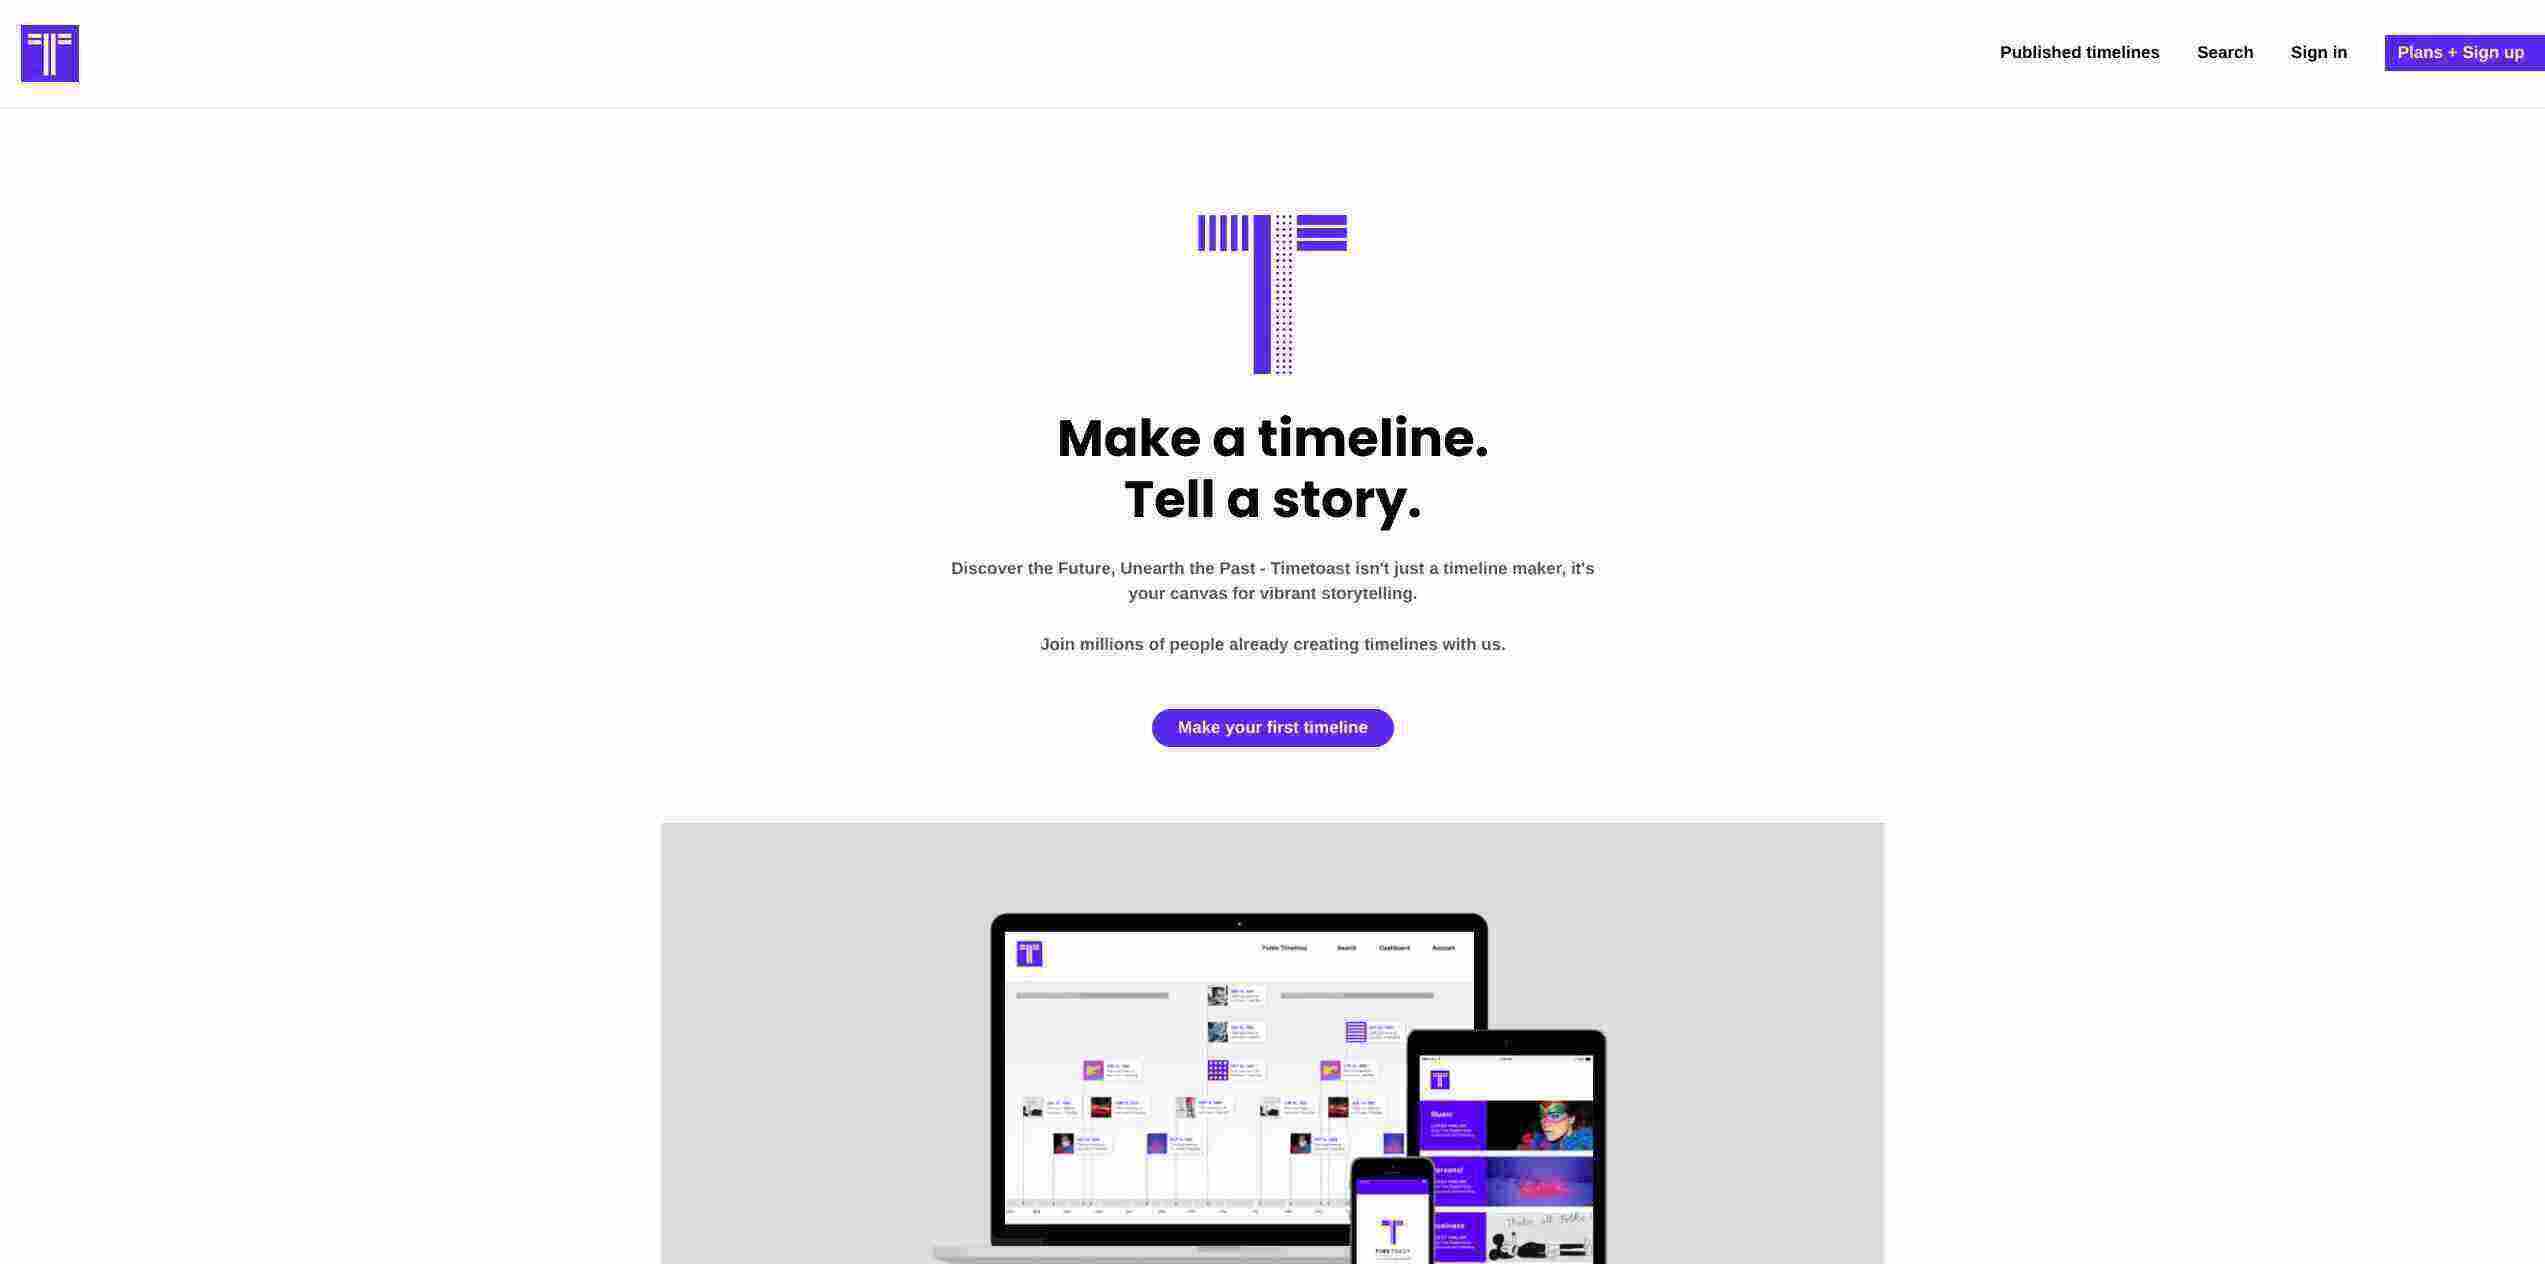 Published timelines
Search
Sign in
Plans + Sign up
Make a timeline.
Tell a story.
Discover the Future, Unearth the Past - Timetoast isn't just a timeline maker, it's
your canvas for vibrant storytelling.
Join millions of people already creating timelines with us.
Make your first timeline
Search
Dashboard
Account
Music
Personal
Business